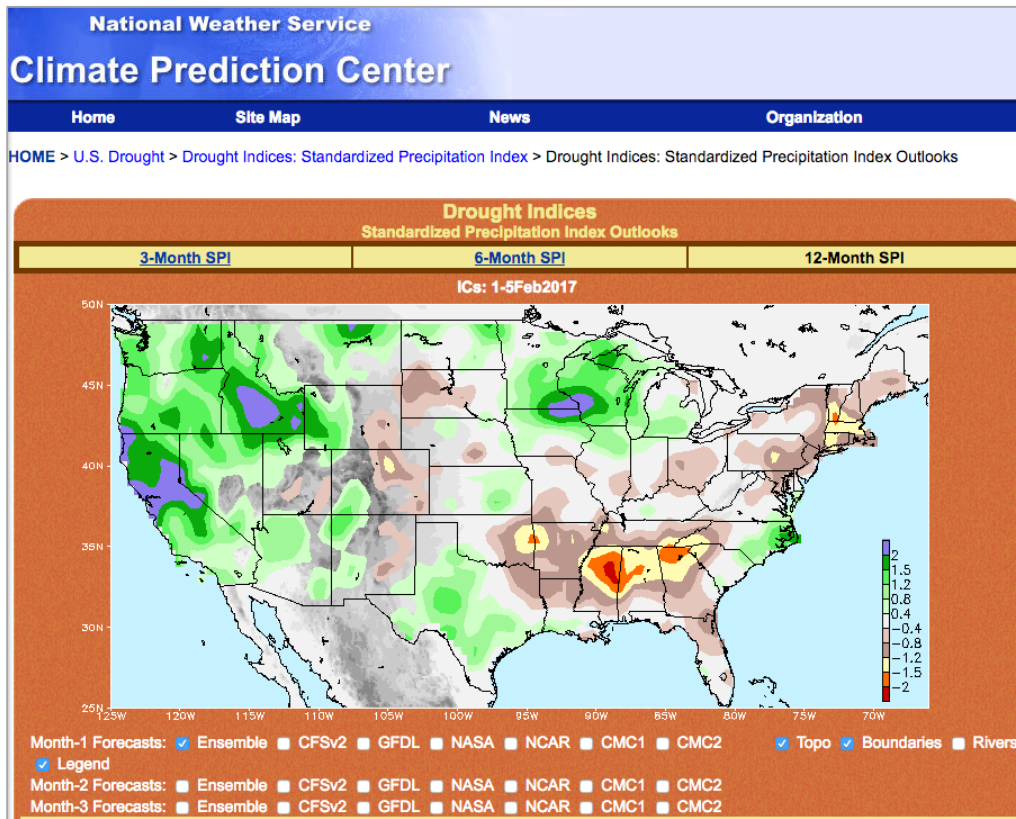 National Weather Service
Climate Prediction Center
Home Site Map News Organization
HOME > U.S. Drought > Drought Indices: Standardized Precipitation Index > Drought Indices: Standardized Precipitation Index Outlooks
Drought Indices
Standardized Precipitation Index Outlooks
3-Month SPI 6-Month SPI 12-Month SPI
ICs: 1-5Feb2017
50N
45N
40N
35N
30N
25N
2
1.5
1.2
0.8
0.4
-0.4
-0.8
-1.2
-1.5
-2
125W 120W 115W 110W 105W 100W 95W 90W 85W 80W 75W 70W
Month-1 Forecasts: Ensemble CFSv2 GFDL NASA NCAR CMC1 CMC2 Topo Boundaries Rivers
Legend
Month-2 Forecasts: Ensemble CFSv2 GFDL NASA NCAR CMC1 CMC2
Month-3 Forecasts: Ensemble CFSv2 GFDL NASA NCAR CMC1 CMC2